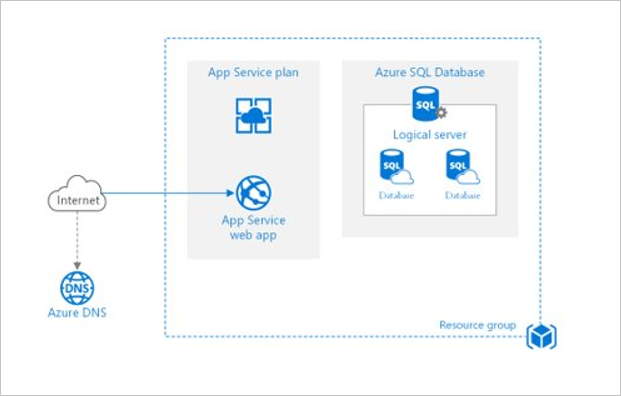 App Service plan
Azure SQL Database
SQL
Logical server
SQL
SQL
Database
Database
Internet
App Service
web app
DNS
Azure DNS
Resource group